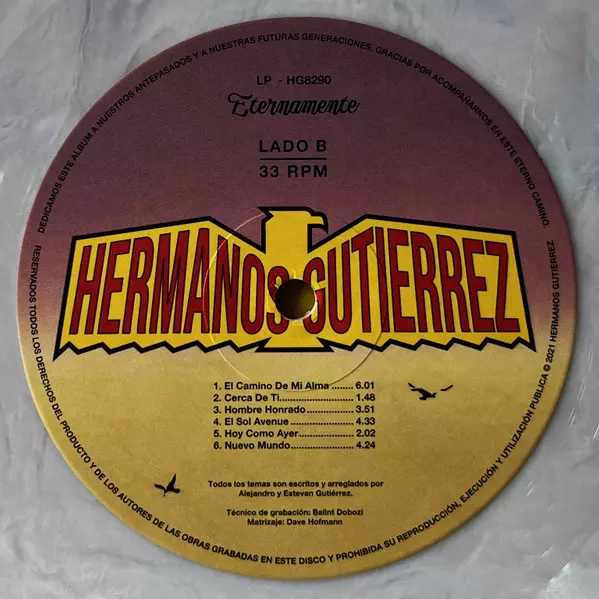 DEDICAMOS ESTE ALBUM A NUESTROS ANTEPASADOS Y A NUESTRAS FUTURAS GENERACIONES, GRACIAS POR ACOMPAÑARNOS EN ESTE ETERNO CAMINO.
LP - HG8290
Eternamente
LADO B
33 RPM
HERMANOS GUTIERREZ
1. El Camino De Mi Alma ........ 6.01
2. Cerca De Ti...................... 1.48
3. Hombre Honrado.............. 3.51
4. El Sol Avenue ................... 4.33
5. Hoy Como Ayer................ 2.02
6. Nuevo Mundo................... 4.24
Todos los temas son escritos y arreglados por
Alejandro y Estevan Gutiérrez.
Técnico de grabación: Balint Dobozi
Matrizaje: Dave Hofmann
RESERVADOS TODOS LOS DERECHOS DEL PRODUCTO Y DE LOS AUTORES DE LAS OBRAS GRABADAS EN ESTE DISCO Y PROHIBIDA SU REPRODUCCIÓN, EJECUCIÓN Y UTILIZACIÓN PUBLICA © 2021 HERMANOS GUTIÉRREZ